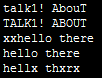 talk1! AbouT
TALK1! ABOUT
xxhello there
hello there
hellx thxrx